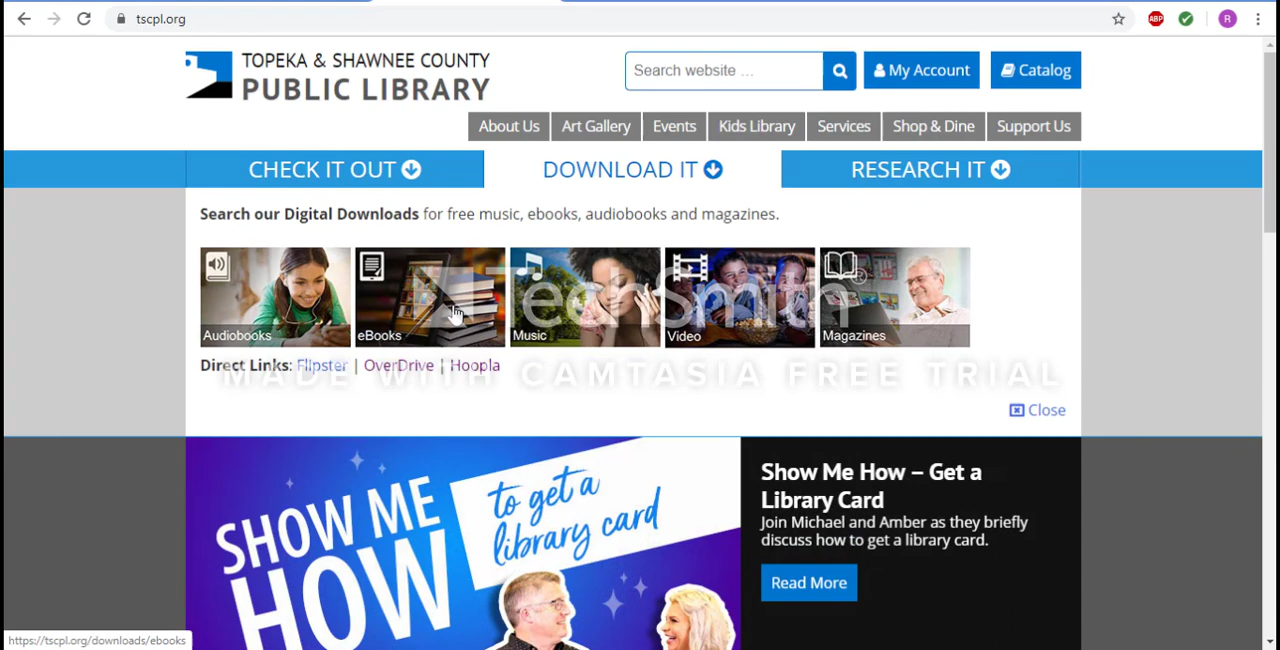 tscpl.org
ABP
R
TOPEKA & SHAWNEE COUNTY
PUBLIC LIBRARY
Search website ...
My Account
Catalog
About Us
Art Gallery
Events
Kids Library
Services
Shop & Dine
Support Us
CHECK IT OUT
DOWNLOAD IT
RESEARCH IT
Search our Digital Downloads for free music, ebooks, audiobooks and magazines.
TechSmith®
Audiobooks
eBooks
Music
Video
Magazines
Direct Links: Flipster | OverDrive | Hoopla
MADE WITH CAMTASIA FREE TRIAL
Close
SHOW ME
HOW
to get a
library card
Show Me How – Get a
Library Card
Join Michael and Amber as they briefly
discuss how to get a library card.
Read More
https://tscpl.org/downloads/ebooks